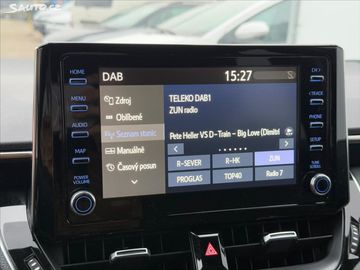 Sauto.cz
DAB
15:27
HOME
MENU
AUDIO
MAP
POWER
VOLUME
Zdroj
Oblíbené
Seznam stanic
Manuálně
Časový posun
TELEKO DAB1
ZUN radio
Pete Heller VS D-Train – Big Love (Dimitri
R-SEVER
R-HK
ZUN
PROGLAS
TOP40
Radio 7
TRACK
PHONE
SETUP
TUNE
SCROLL